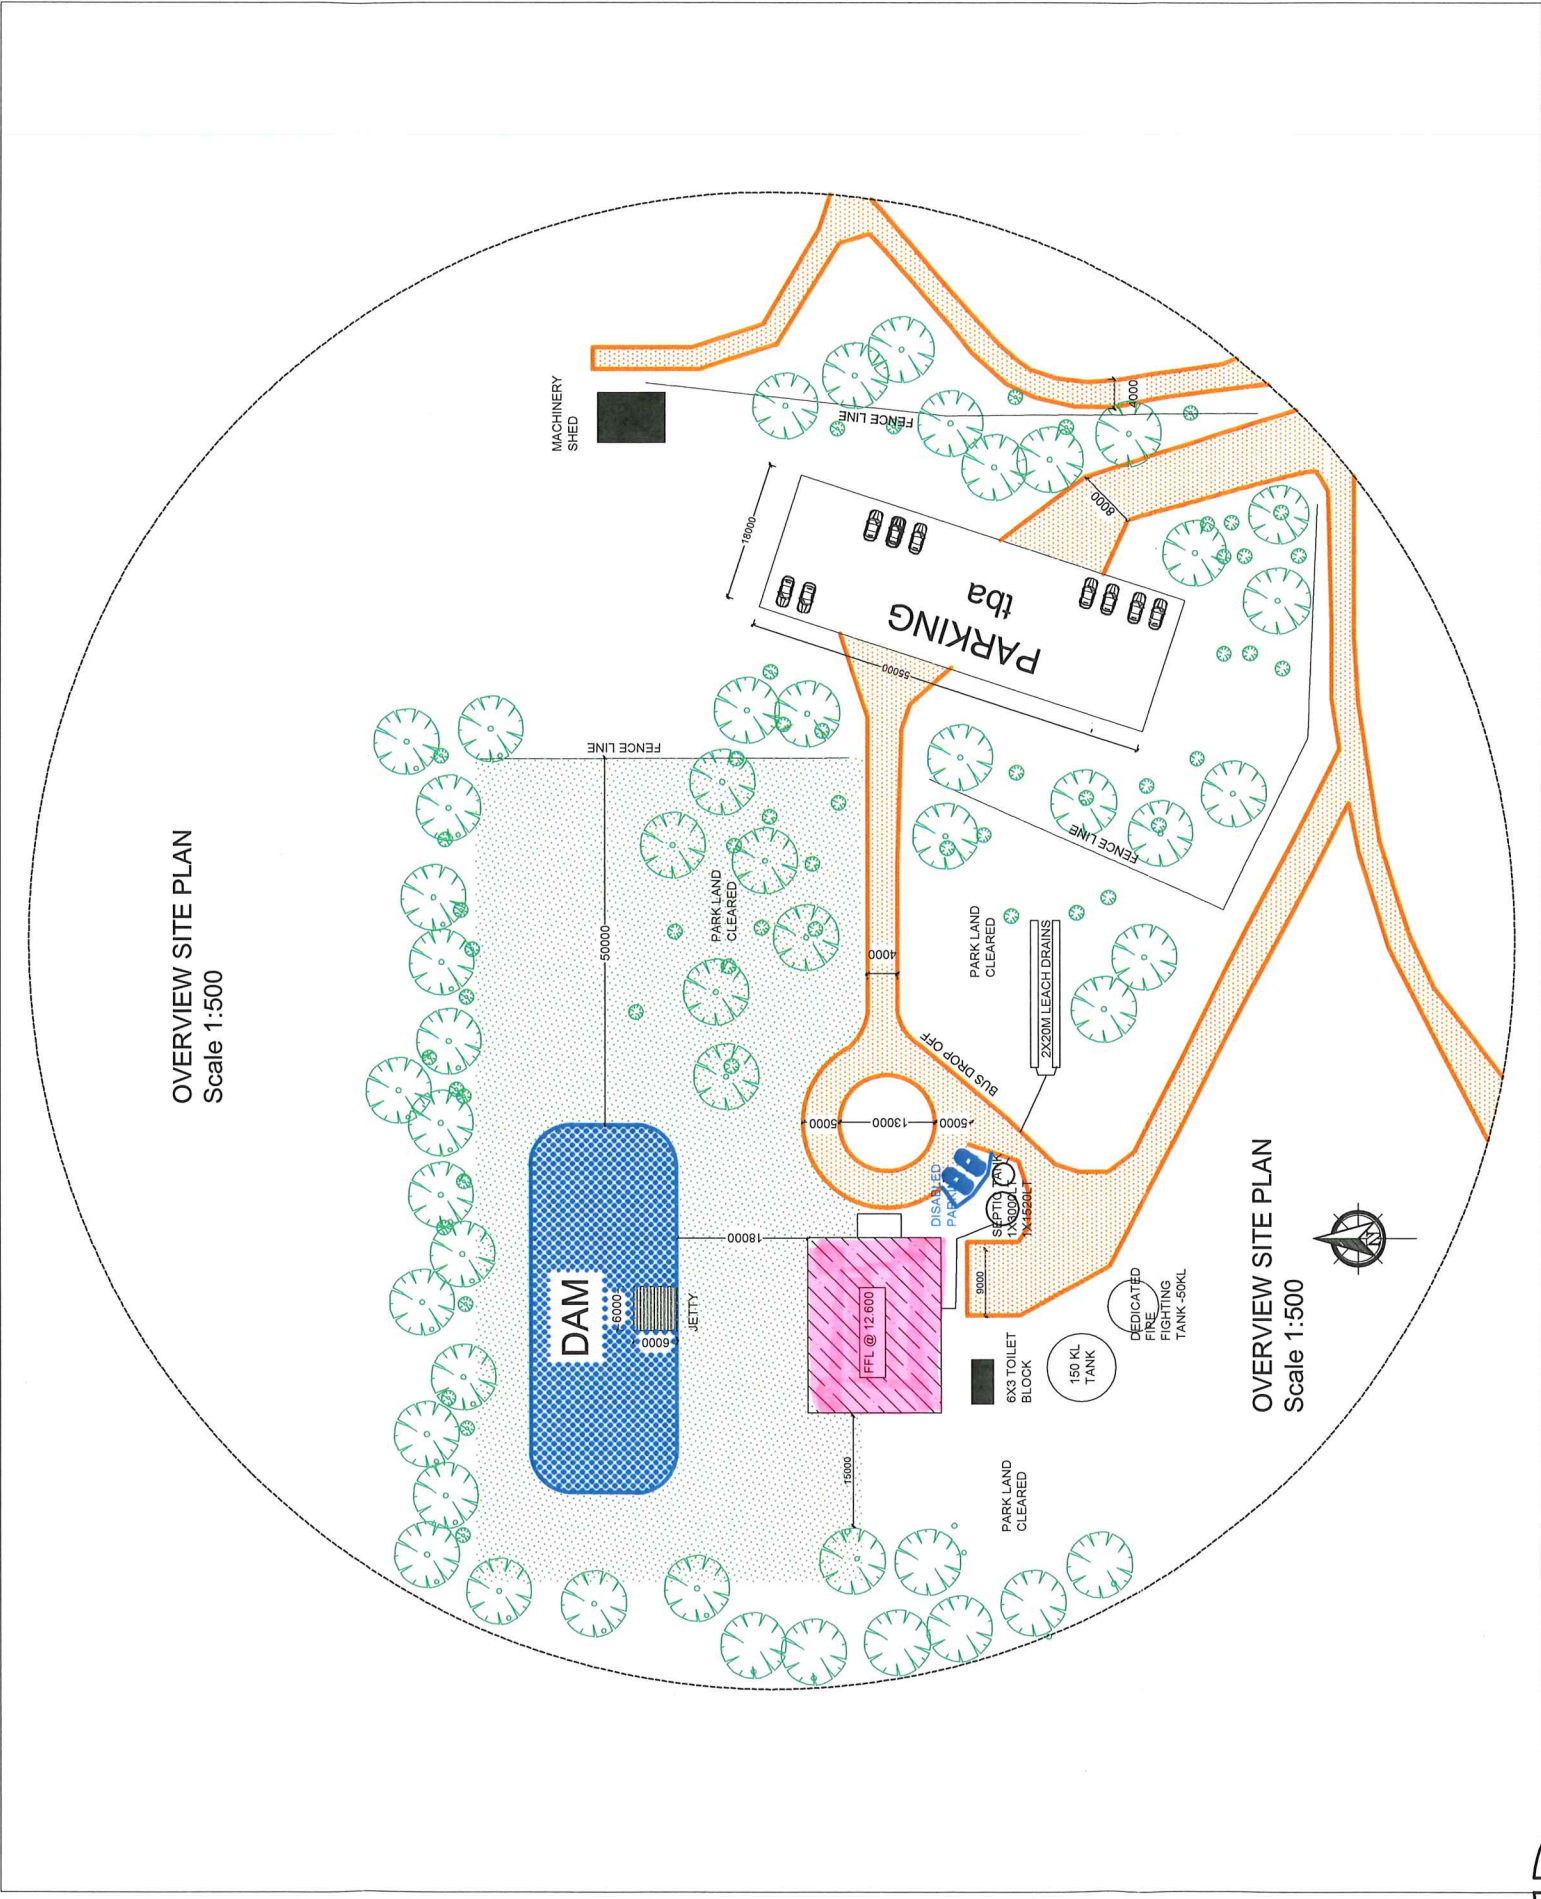 OVERVIEW SITE PLAN
Scale 1:500
MACHINERY
SHED
FENCE LINE
4000
18000
8000
PARKING
tba
55000
FENCE LINE
50000
PARK LAND
CLEARED
FENCE LINE
4000
PARK LAND
CLEARED
2X20M LEACH DRAINS
BUS DROP OFF
5000
13000
5000
DISABLED
SEPTIC TANK
1X3000LT
1X1520LT
18000
DAM
6000
6000
JETTY
FFL @ 12.600
9000
6X3 TOILET
BLOCK
150 KL
TANK
DEDICATED
FIRE
FIGHTING
TANK -50KL
15000
PARK LAND
CLEARED
OVERVIEW SITE PLAN
Scale 1:500
N